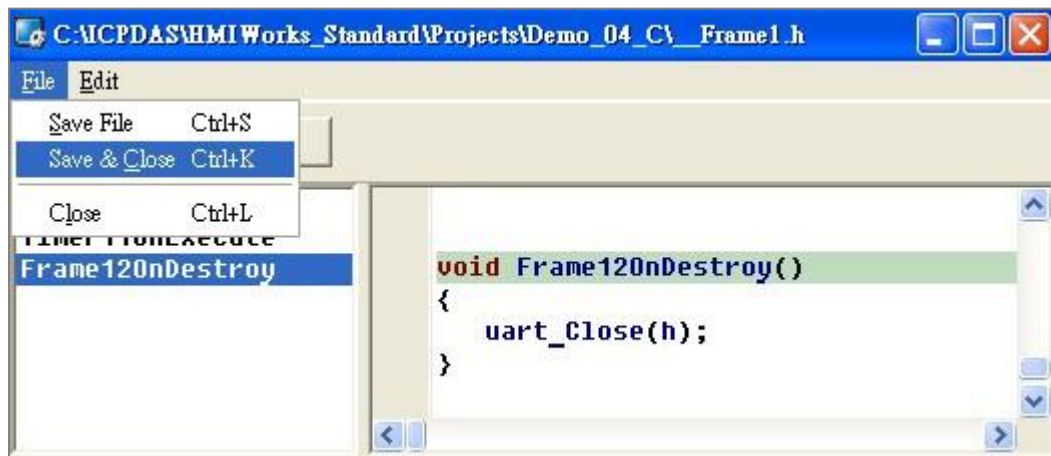 C:\ICPDAS\HMIWorks_Standard\Projects\Demo_04_C\__Frame1.h
File Edit
Save File Ctrl+S
Save & Close Ctrl+K
Close Ctrl+L
Frame12OnDestroy
void Frame12OnDestroy()
{
uart_Close(h);
}